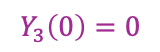 Y₃(0) = 0